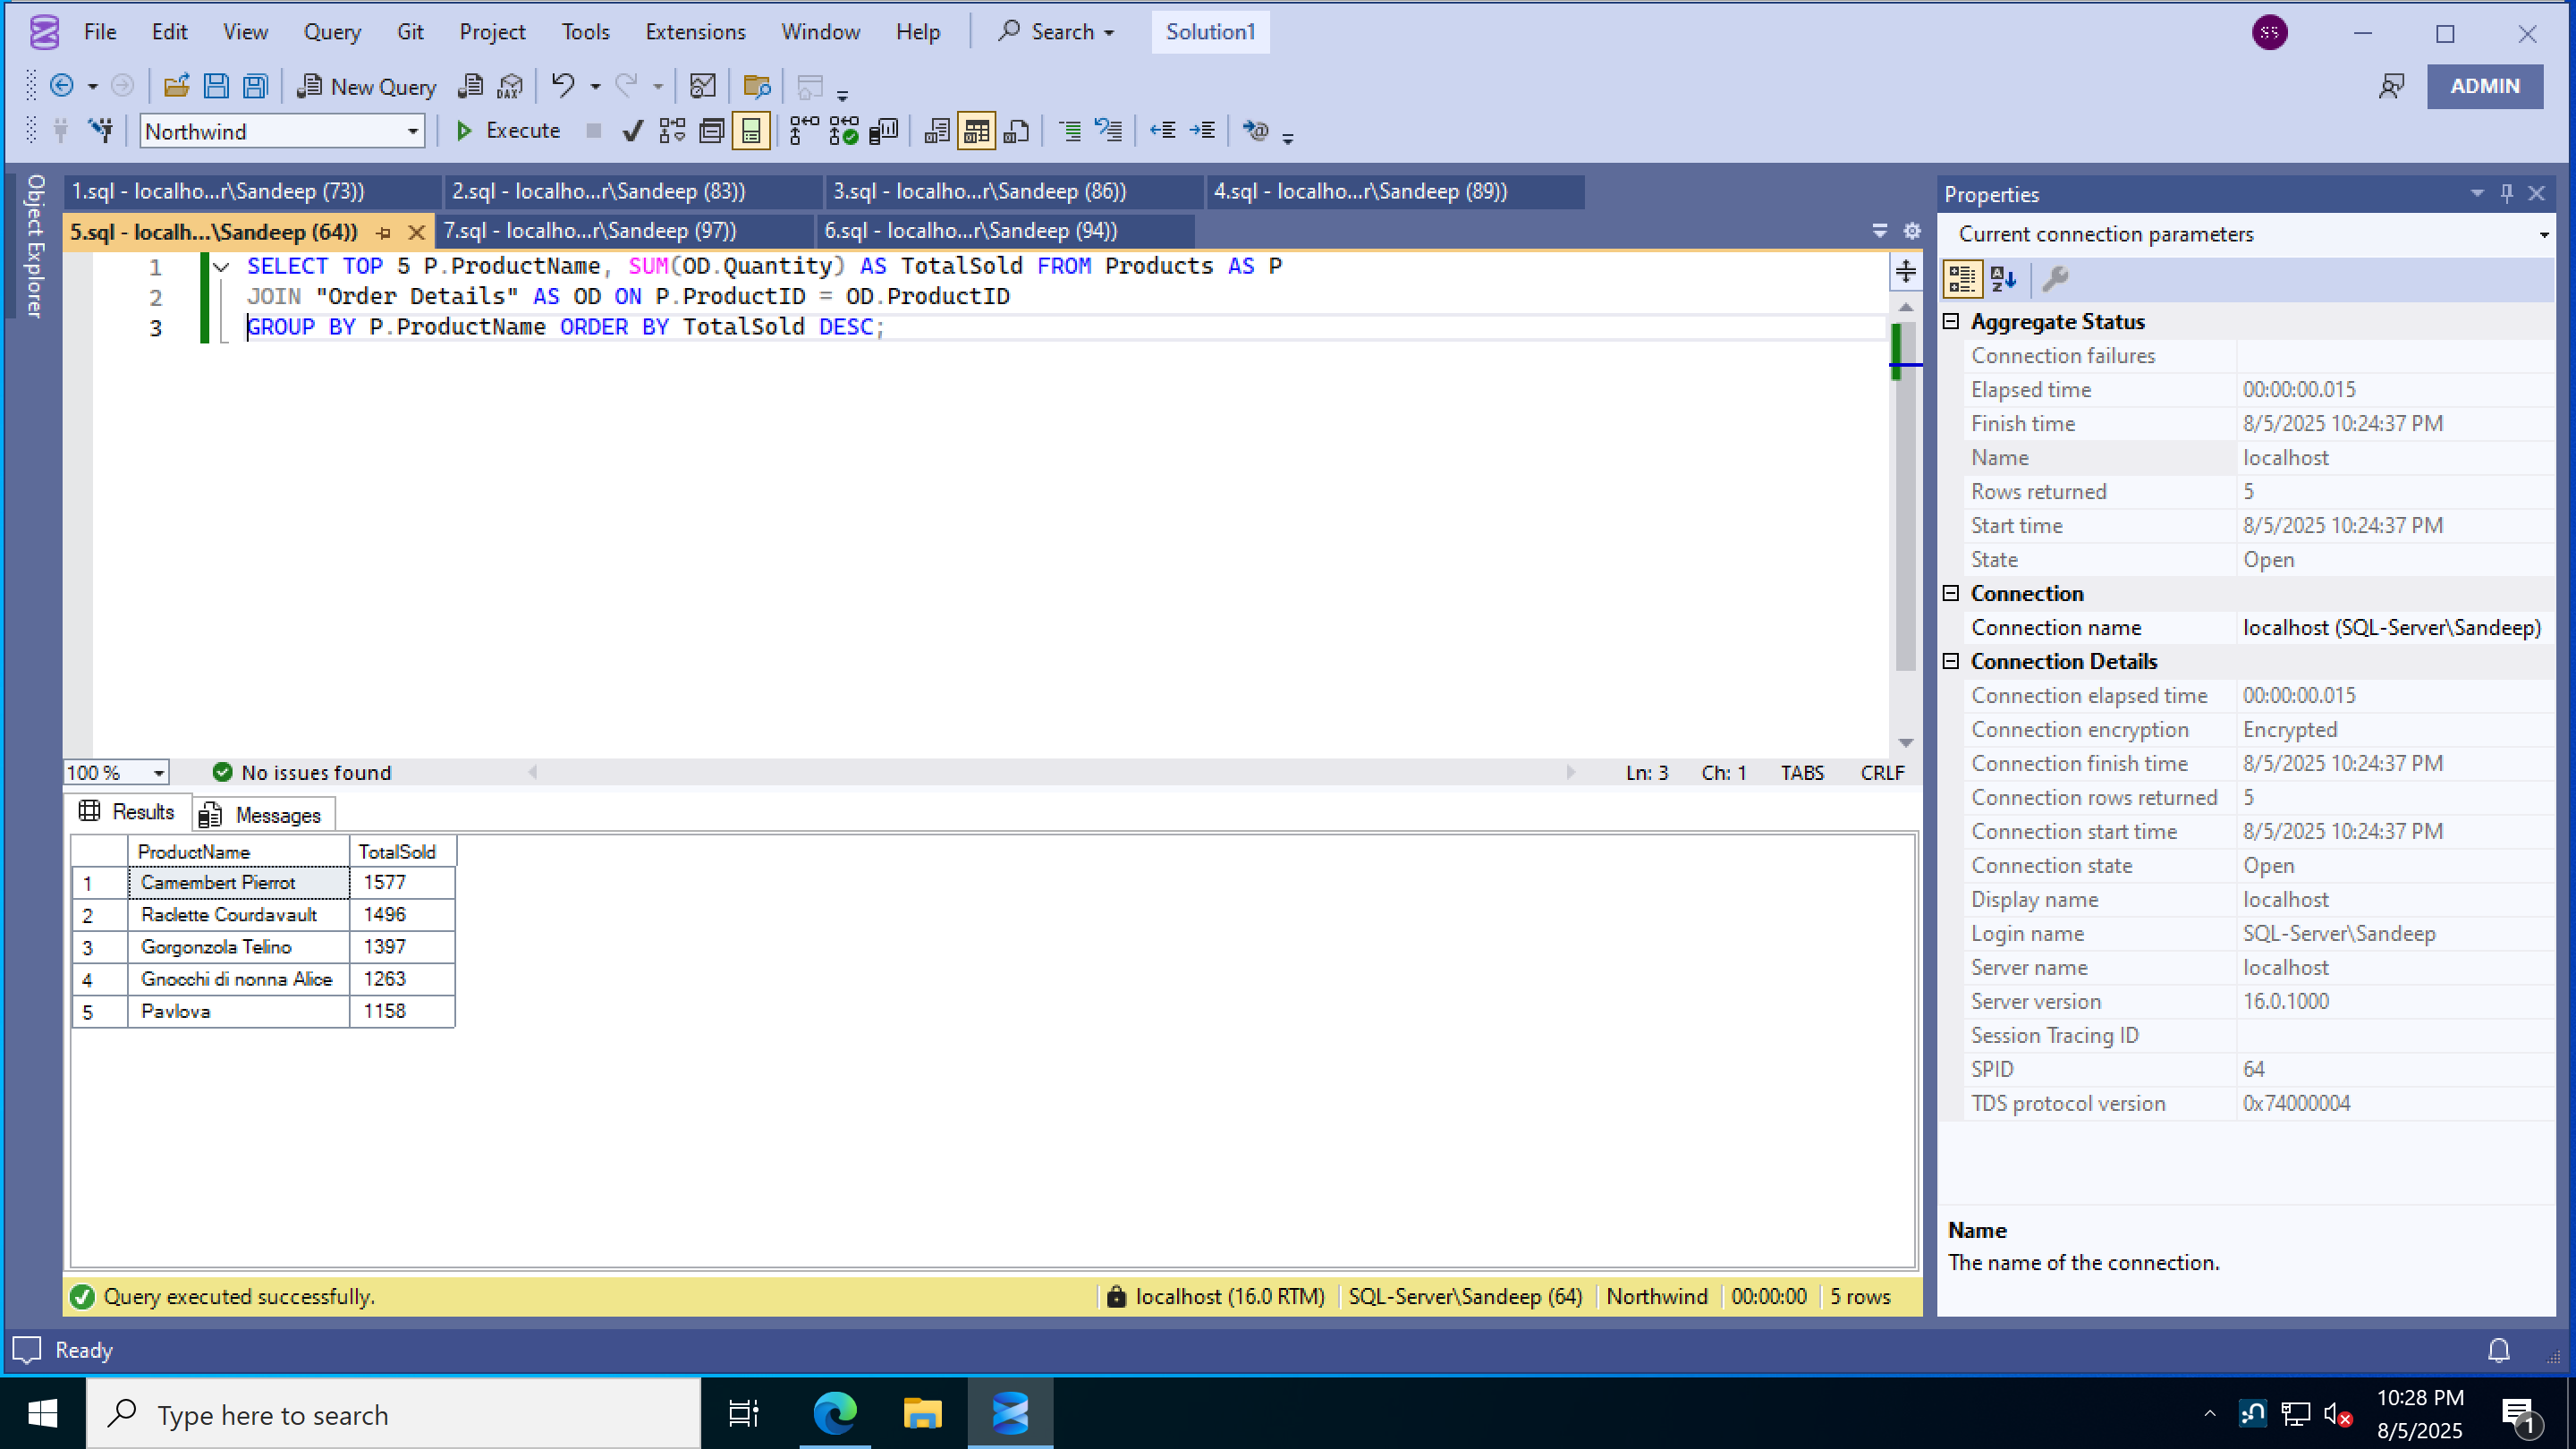 File Edit View Query Git Project Tools Extensions Window Help Search Solution1 SS
New Query DAX ADMIN
Northwind Execute
Object Explorer
1.sql - localho...r\Sandeep (73)) 2.sql - localho...r\Sandeep (83)) 3.sql - localho...r\Sandeep (86)) 4.sql - localho...r\Sandeep (89))
5.sql - localh...\Sandeep (64)) 7.sql - localho...r\Sandeep (97)) 6.sql - localho...r\Sandeep (94))
1 SELECT TOP 5 P.ProductName, SUM(OD.Quantity) AS TotalSold FROM Products AS P
2 JOIN "Order Details" AS OD ON P.ProductID = OD.ProductID
3 GROUP BY P.ProductName ORDER BY TotalSold DESC;
100 % No issues found Ln: 3 Ch: 1 TABS CRLF
Results Messages
ProductName TotalSold
1 Camembert Pierrot 1577
2 Raclette Courdavault 1496
3 Gorgonzola Telino 1397
4 Gnocchi di nonna Alice 1263
5 Pavlova 1158
Query executed successfully. localhost (16.0 RTM) SQL-Server\Sandeep (64) Northwind 00:00:00 5 rows
Properties
Current connection parameters
Aggregate Status
Connection failures
Elapsed time 00:00:00.015
Finish time 8/5/2025 10:24:37 PM
Name localhost
Rows returned 5
Start time 8/5/2025 10:24:37 PM
State Open
Connection
Connection name localhost (SQL-Server\Sandeep)
Connection Details
Connection elapsed time 00:00:00.015
Connection encryption Encrypted
Connection finish time 8/5/2025 10:24:37 PM
Connection rows returned 5
Connection start time 8/5/2025 10:24:37 PM
Connection state Open
Display name localhost
Login name SQL-Server\Sandeep
Server name localhost
Server version 16.0.1000
Session Tracing ID
SPID 64
TDS protocol version 0x74000004
Name
The name of the connection.
Ready
Type here to search
10:28 PM
8/5/2025
1